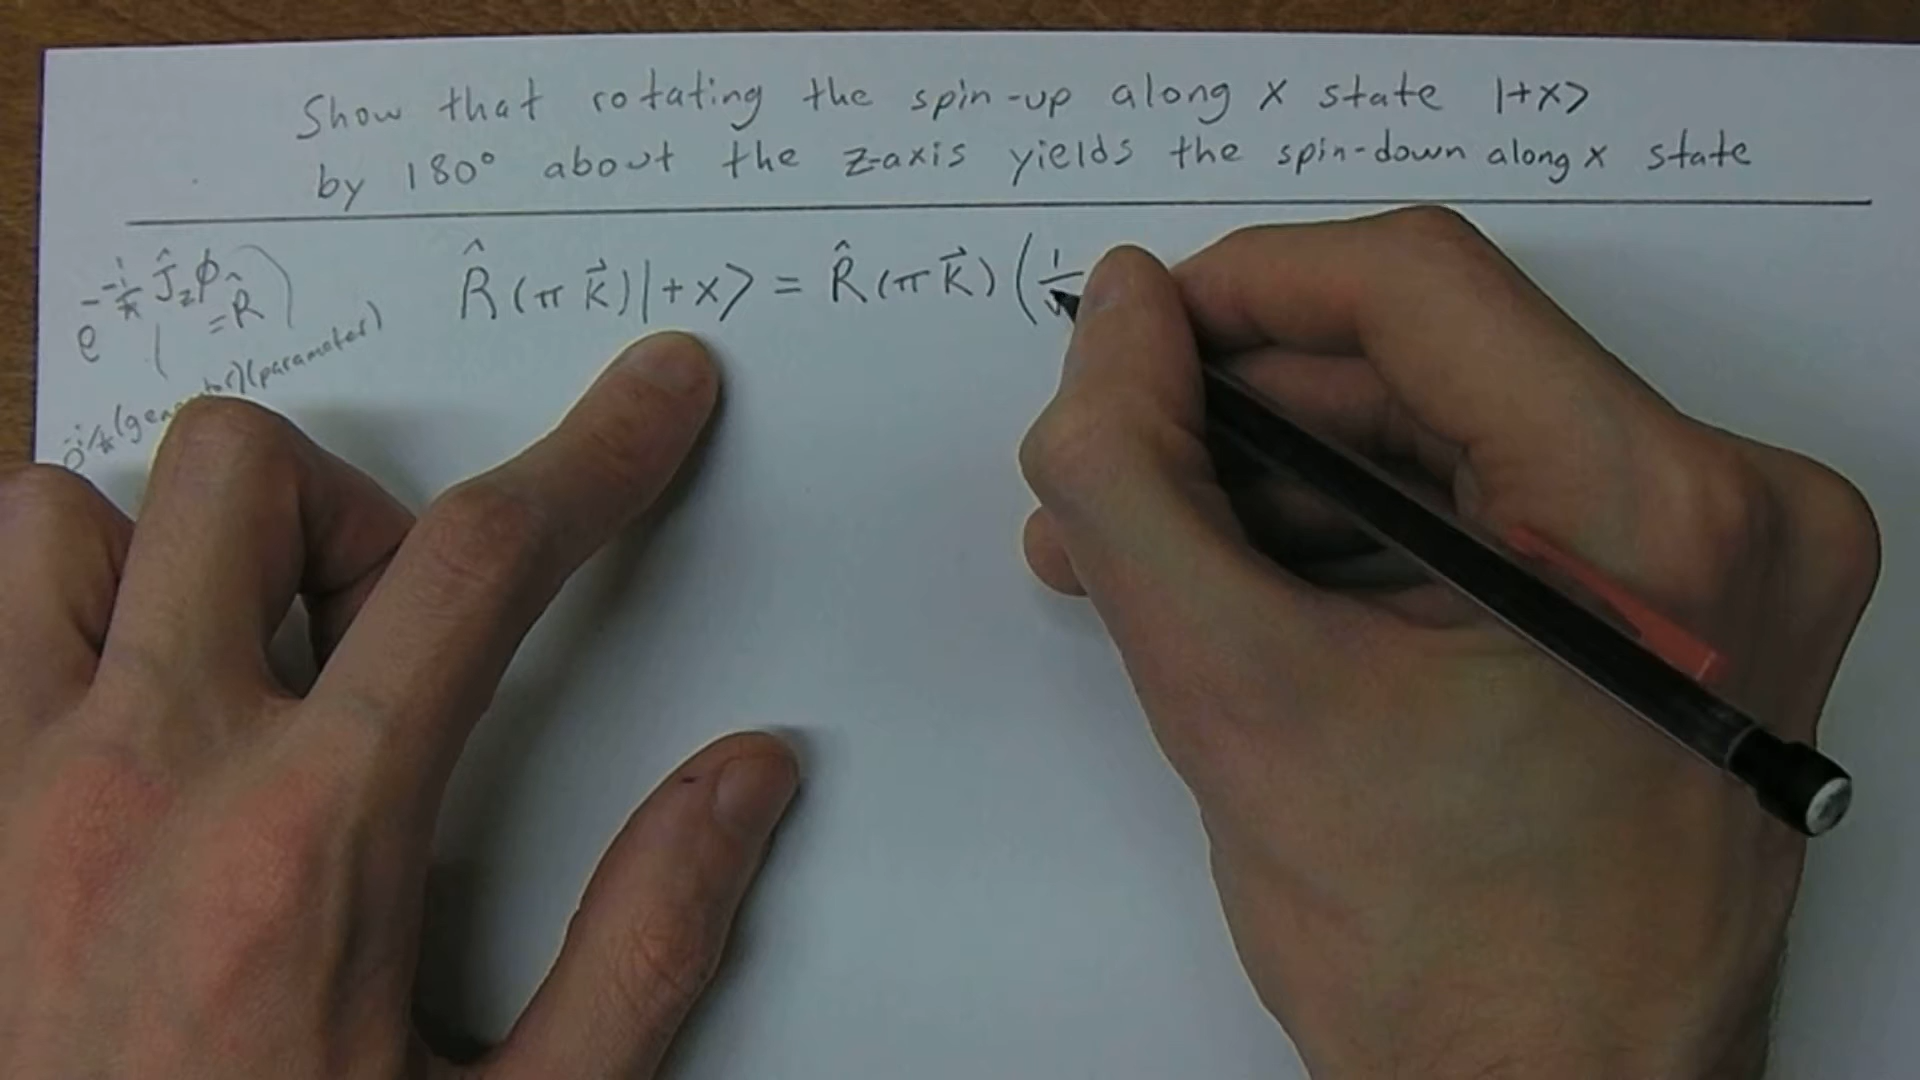 Show that rotating the spin-up along x state |+x>
by 180° about the z-axis yields the spin-down along x state
e^{-i/ħ Ĵ_z φ} = R̂
R̂(π k⃗)|+x> = R̂(π k⃗)(1/
(parameter)